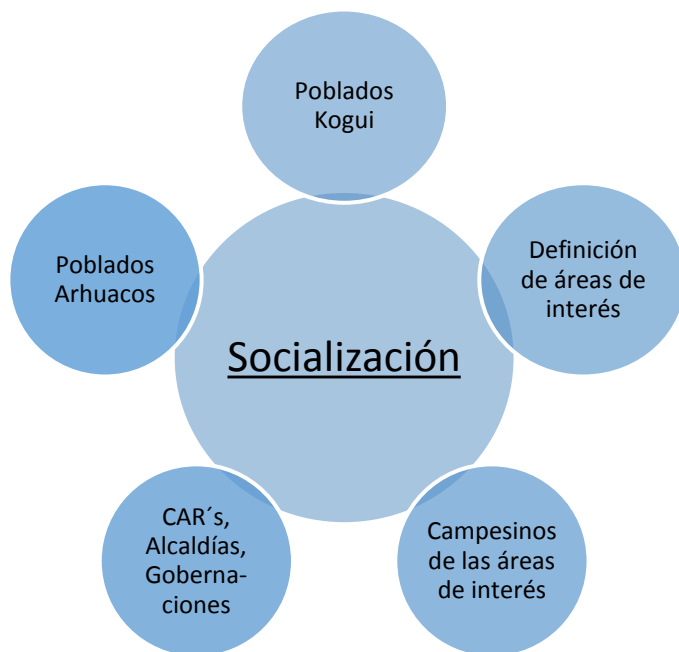 Poblados
Kogui
Definición
de áreas de
interés
Campesinos
de las áreas
de interés
CAR´s,
Alcaldías,
Goberna-
ciones
Poblados
Arhuacos
Socialización